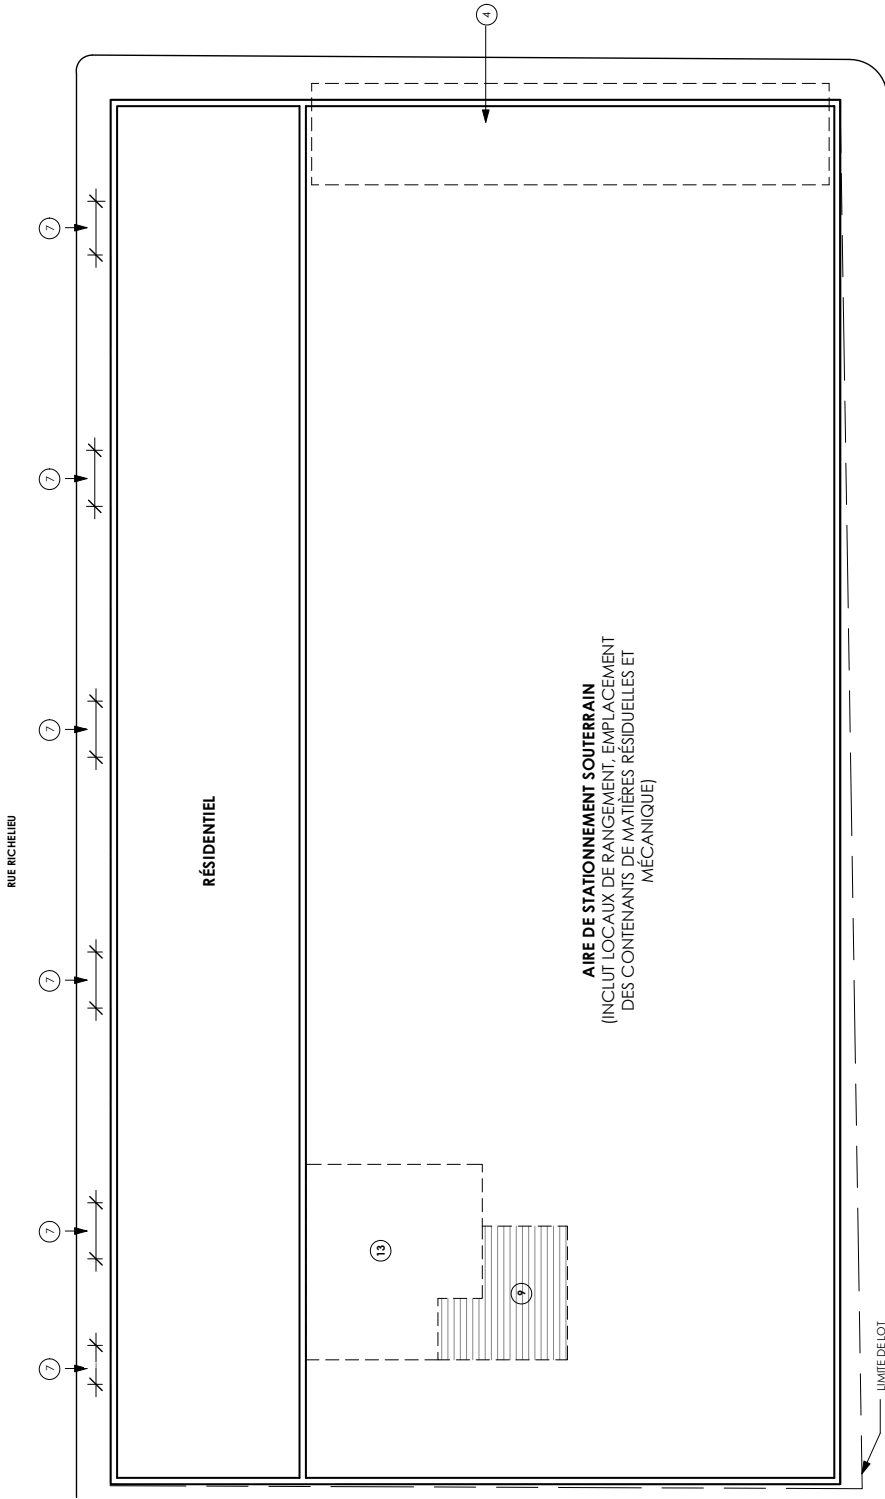 4
7
7
7
7
7
7
RUE RICHELIEU
RÉSIDENTIEL
AIRE DE STATIONNEMENT SOUTERRAIN
(INCLUT LOCAUX DE RANGEMENT, EMPLACEMENT
DES CONTENANTS DE MATIÈRES RÉSIDUELLES ET
MÉCANIQUE)
13
9
LIMITE DE LOT